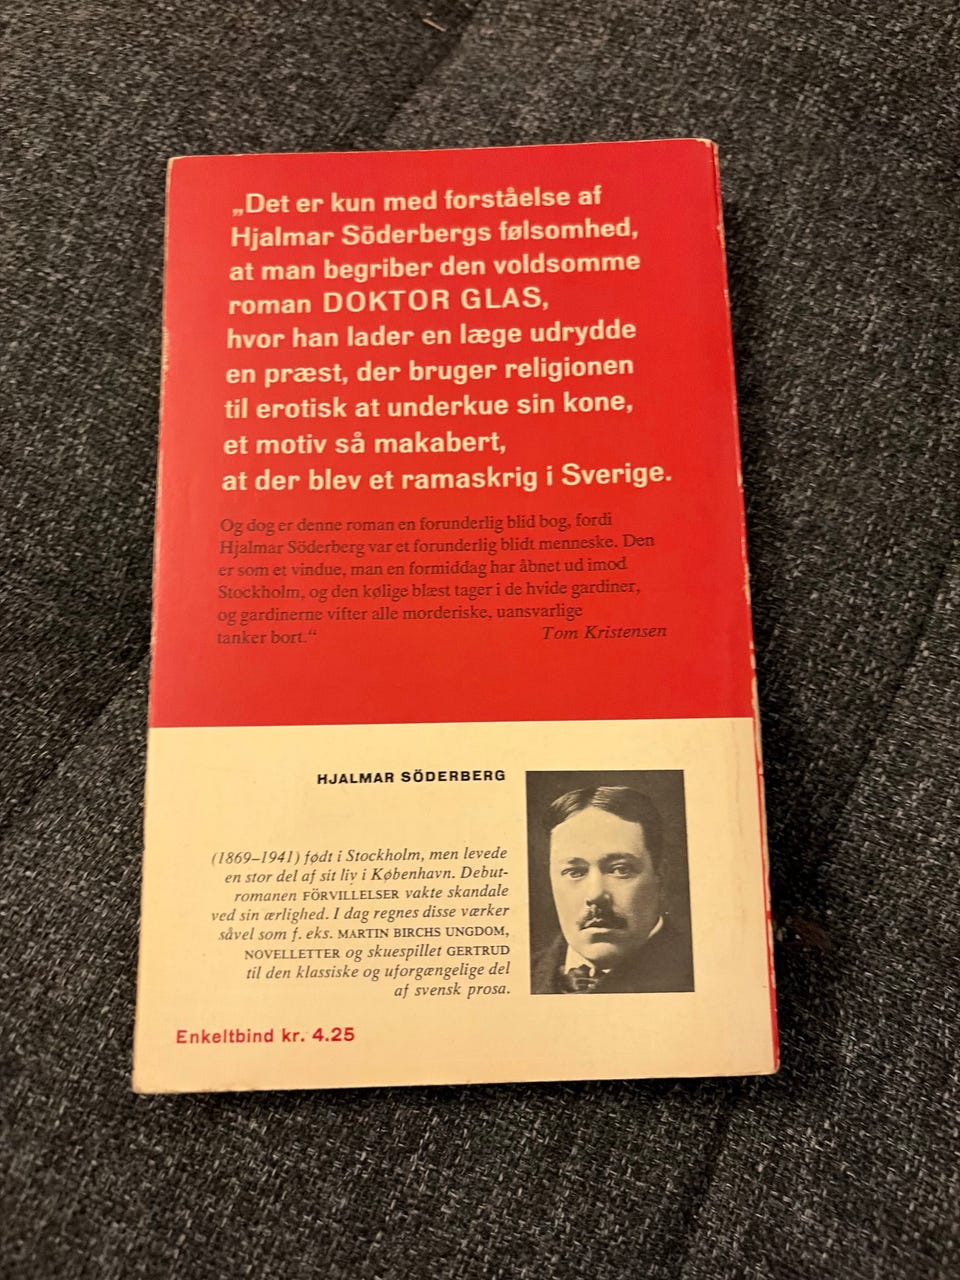 „Det er kun med forståelse af
Hjalmar Söderbergs følsomhed,
at man begriber den voldsomme
roman DOKTOR GLAS,
hvor han lader en læge udrydde
en præst, der bruger religionen
til erotisk at underkue sin kone,
et motiv så makabert,
at der blev et ramaskrig i Sverige.
Og dog er denne roman en forunderlig blid bog, fordi
Hjalmar Söderberg var et forunderlig blidt menneske. Den
er som et vindue, man en formiddag har åbnet ud imod
Stockholm, og den kølige blæst tager i de hvide gardiner,
og gardinerne vifter alle morderiske, uansvarlige
tanker bort.“ Tom Kristensen
HJALMAR SÖDERBERG
(1869–1941) født i Stockholm, men levede
en stor del af sit liv i København. Debut-
romanen FÖRVILLELSER vakte skandale
ved sin ærlighed. I dag regnes disse værker
såvel som f. eks. MARTIN BIRCHS UNGDOM,
NOVELLETTER og skuespillet GERTRUD
til den klassiske og uforgængelige del
af svensk prosa.
Enkeltbind kr. 4.25